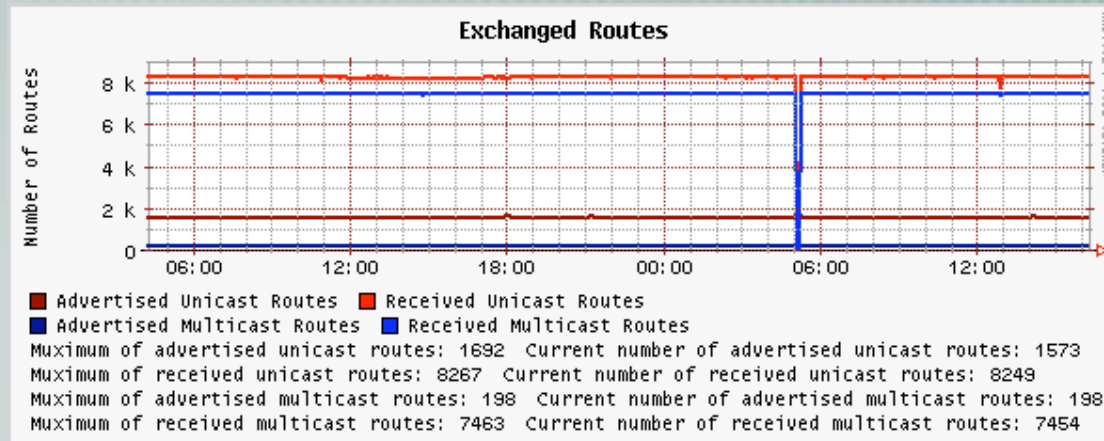 Exchanged Routes
Number of Routes
8 k
6 k
4 k
2 k
0
06:00 12:00 18:00 00:00 06:00 12:00
Advertised Unicast Routes Received Unicast Routes
Advertised Multicast Routes Received Multicast Routes
Muximum of advertised unicast routes: 1692 Current number of advertised unicast routes: 1573
Muximum of received unicast routes: 8267 Current number of received unicast routes: 8249
Muximum of advertised multicast routes: 198 Current number of advertised multicast routes: 198
Muximum of received multicast routes: 7463 Current number of received multicast routes: 7454